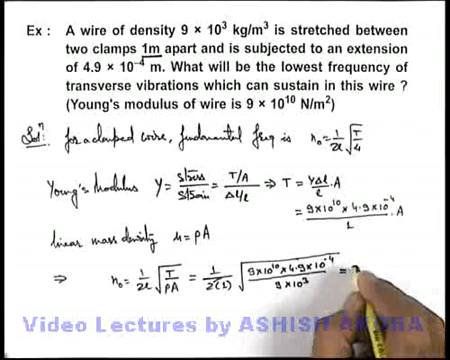 Ex : A wire of density 9 × 10³ kg/m³ is stretched between
two clamps 1m apart and is subjected to an extension
of 4.9 × 10⁻⁴ m. What will be the lowest frequency of
transverse vibrations which can sustain in this wire ?
(Young's modulus of wire is 9 × 10¹⁰ N/m²)
Solⁿ for a clamped wire, fundamental freq is n₀ = 1/2l √(T/μ)
Young's Modulus Y = stress/strain = (T/A)/(Δl/l) ⇒ T = (YΔl/l) . A
= (9×10¹⁰ × 4.9×10⁻⁴)/1 . A
linear mass density μ = ρA
⇒ n₀ = 1/2l √(T/ρA) = 1/2(1) √((9×10¹⁰ × 4.9×10⁻⁴)/(9×10³)) =
Video Lectures by ASHISH ARORA